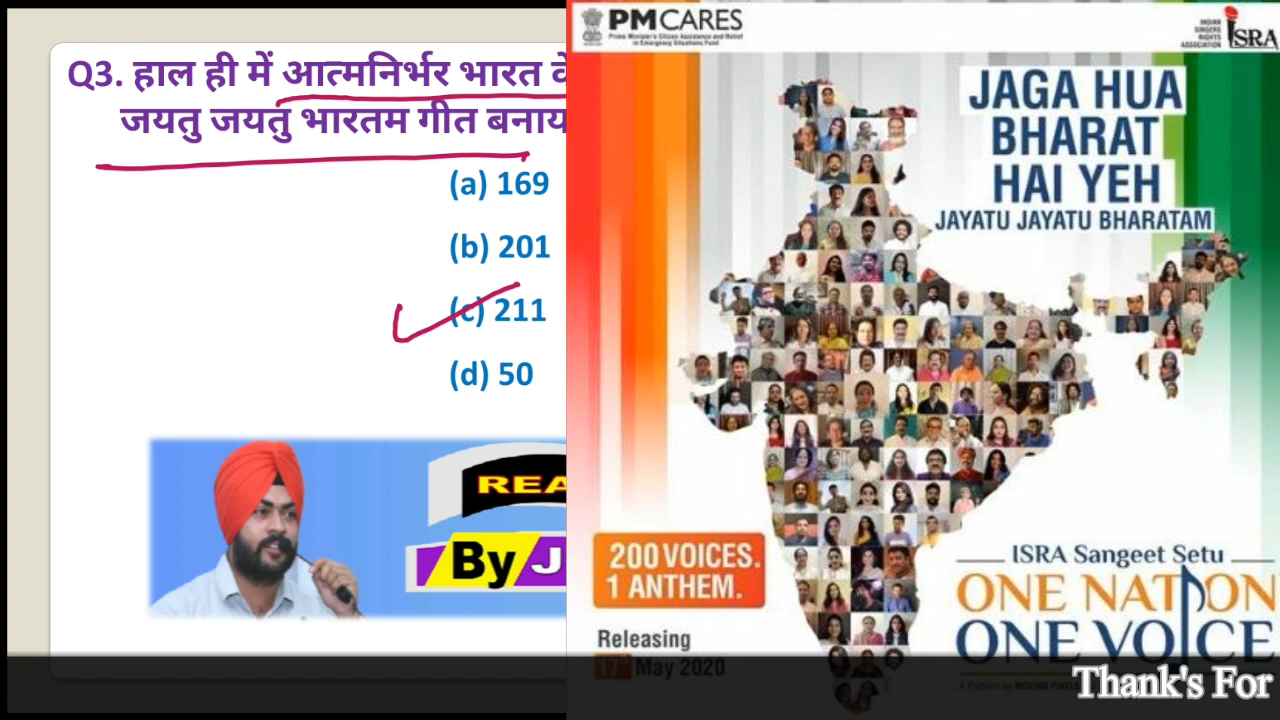 Q3. हाल ही में आत्मनिर्भर भारत
जयतु जयतु भारतम गीत बनाय
(a) 169
(b) 201
(c) 211
(d) 50
REA
By J
PM CARES
Prime Minister's Citizen Assistance and Relief
in Emergency Situations Fund
INDIAN
SINGERS
RIGHTS
ASSOCIATION
ISRA
JAGA HUA
BHARAT
HAI YEH
JAYATU JAYATU BHARATAM
200 VOICES.
1 ANTHEM.
Releasing
17th May 2020
ISRA Sangeet Setu
ONE NATION
ONE VOICE
A Platform by MOVING PIXELS
Thank's For